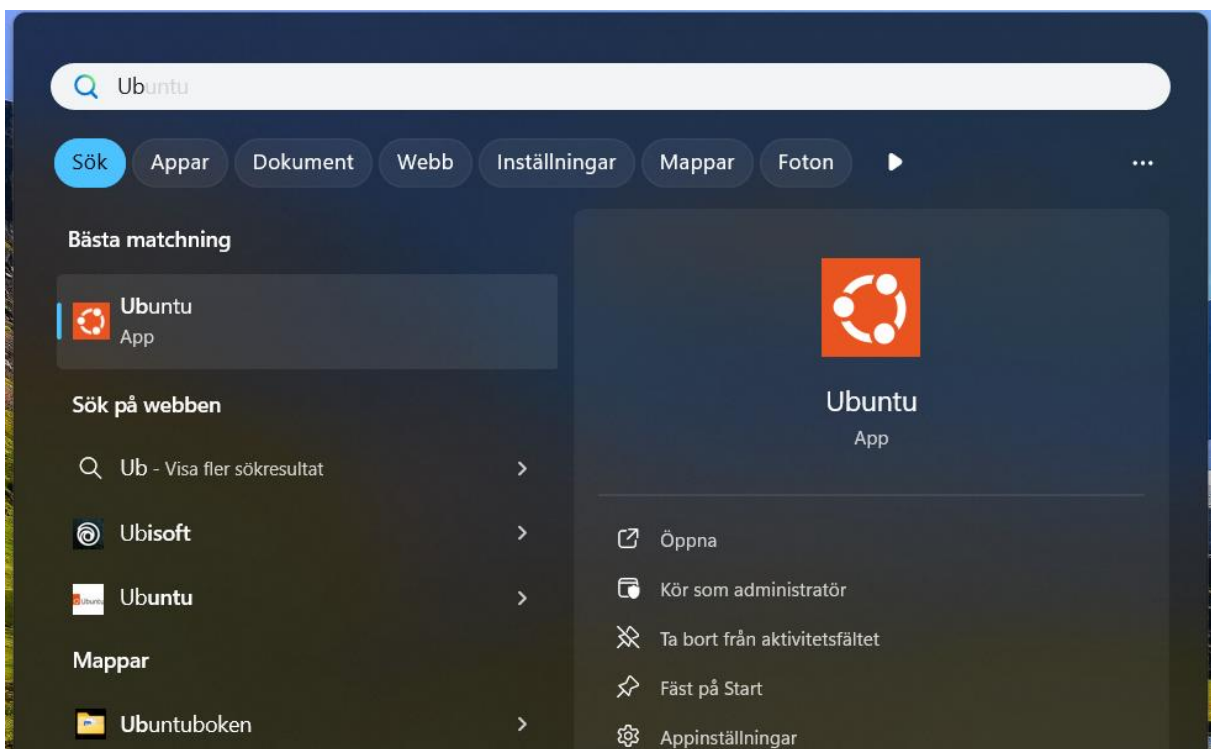 Ubuntu
Sök Appar Dokument Webb Inställningar Mappar Foton ...
Bästa matchning
Ubuntu
App
Sök på webben
Ub - Visa fler sökresultat
Ubisoft
Ubuntu
Mappar
Ubuntuboken
Ubuntu
App
Öppna
Kör som administratör
Ta bort från aktivitetsfältet
Fäst på Start
Appinställningar